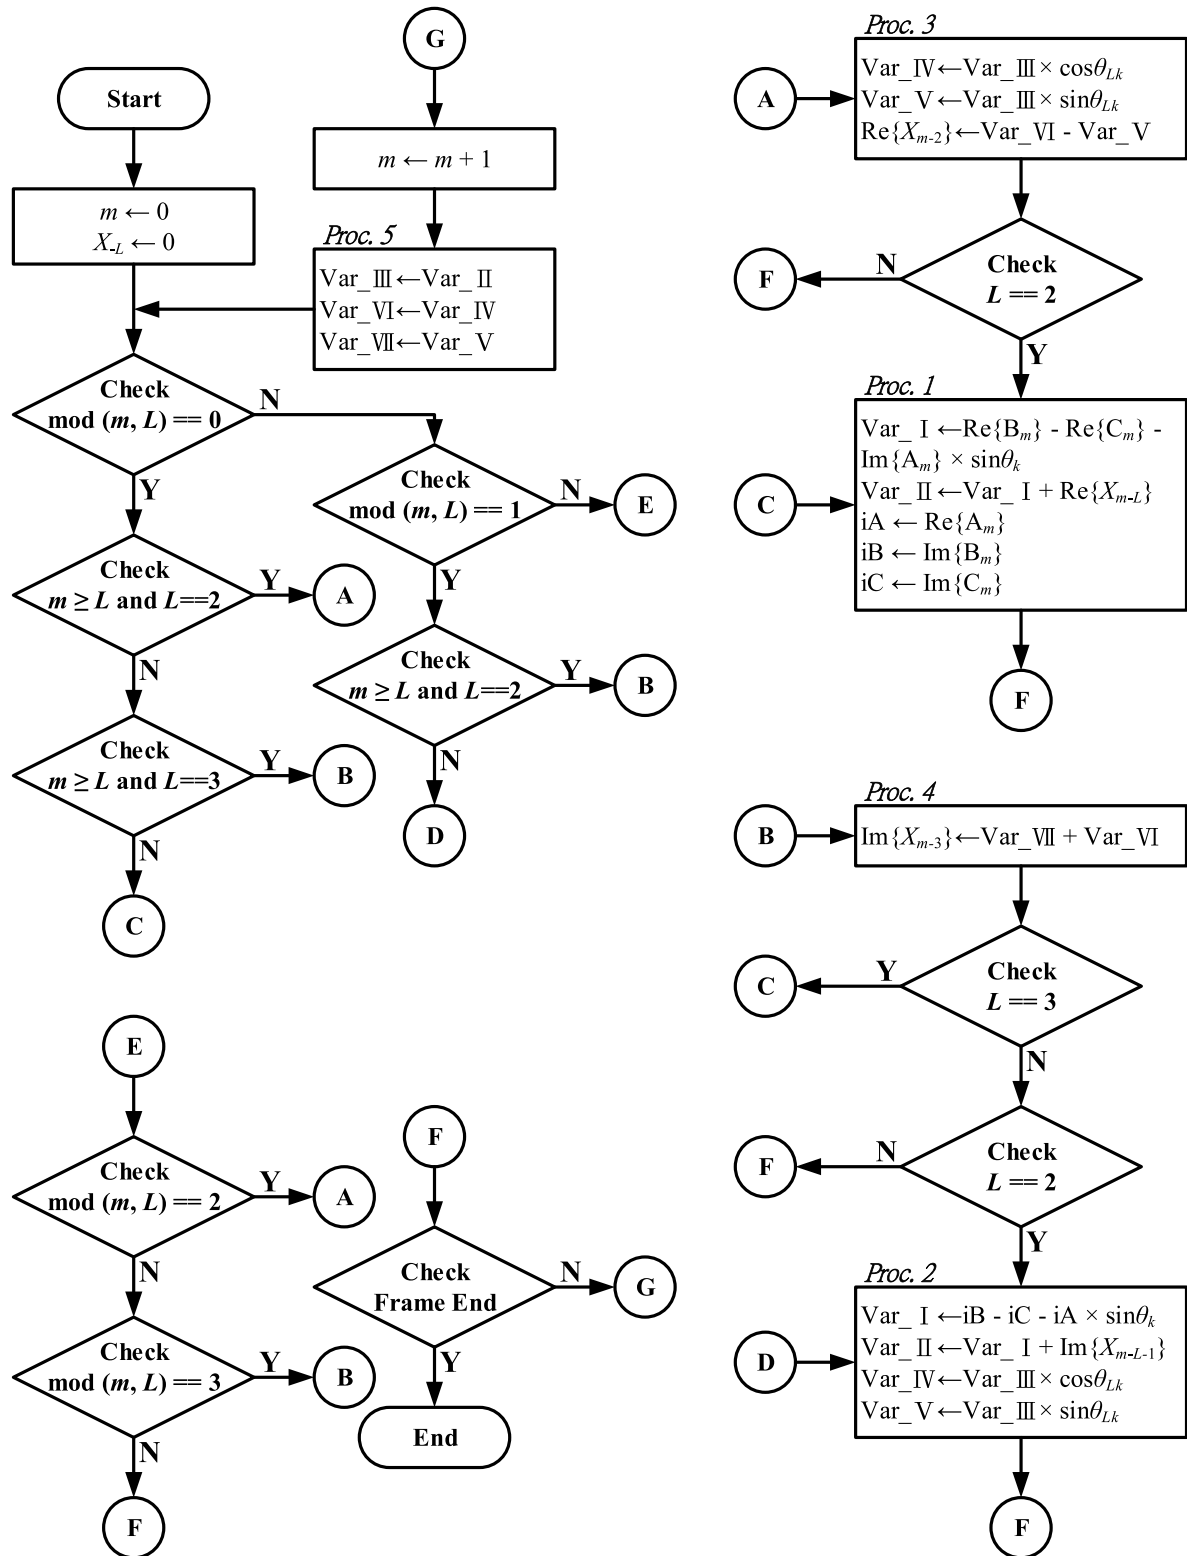 G
Start
m ← m + 1
m ← 0
X-L ← 0
Proc. 5
Var_Ⅲ←Var_Ⅱ
Var_Ⅵ←Var_Ⅳ
Var_Ⅶ←Var_V
Check
mod (m, L) == 0
N
Y
Check
mod (m, L) == 1
N
E
Y
Check
m ≥ L and L==2
Y
A
N
Check
m ≥ L and L==2
Y
B
N
D
Check
m ≥ L and L==3
Y
B
N
C
E
Check
mod (m, L) == 2
Y
A
N
Check
mod (m, L) == 3
Y
B
N
F
F
Check
Frame End
N
G
Y
End
Proc. 3
A
Var_Ⅳ←Var_Ⅲ × cosθLk
Var_V←Var_Ⅲ × sinθLk
Re{Xm-2}←Var_Ⅵ - Var_V
Check
L == 2
N
F
Y
Proc. 1
C
Var_ Ⅰ ←Re{Bm} - Re{Cm} -
Im{Am} × sinθk
Var_Ⅱ←Var_ Ⅰ + Re{Xm-L}
iA ← Re{Am}
iB ← Im{Bm}
iC ← Im{Cm}
F
Proc. 4
B
Im{Xm-3}←Var_Ⅶ + Var_Ⅵ
Check
L == 3
Y
C
N
Check
L == 2
N
F
Y
Proc. 2
D
Var_ Ⅰ ←iB - iC - iA × sinθk
Var_Ⅱ←Var_ Ⅰ + Im{Xm-L-1}
Var_Ⅳ←Var_Ⅲ × cosθLk
Var_V←Var_Ⅲ × sinθLk
F